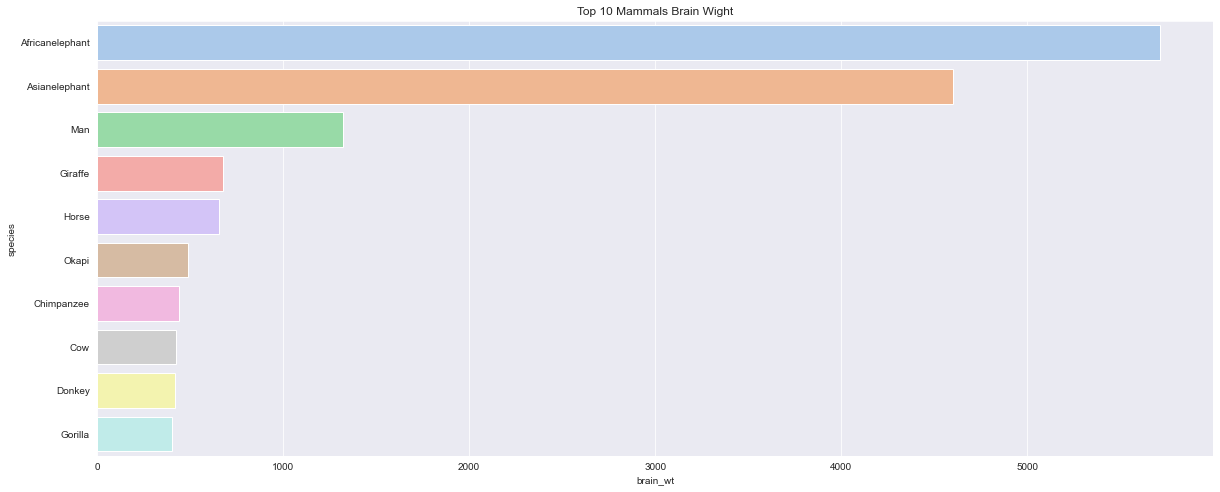 Top 10 Mammals Brain Wight
Africanelephant
Asianelephant
Man
Giraffe
Horse
Okapi
Chimpanzee
Cow
Donkey
Gorilla
species
0 1000 2000 3000 4000 5000
brain_wt